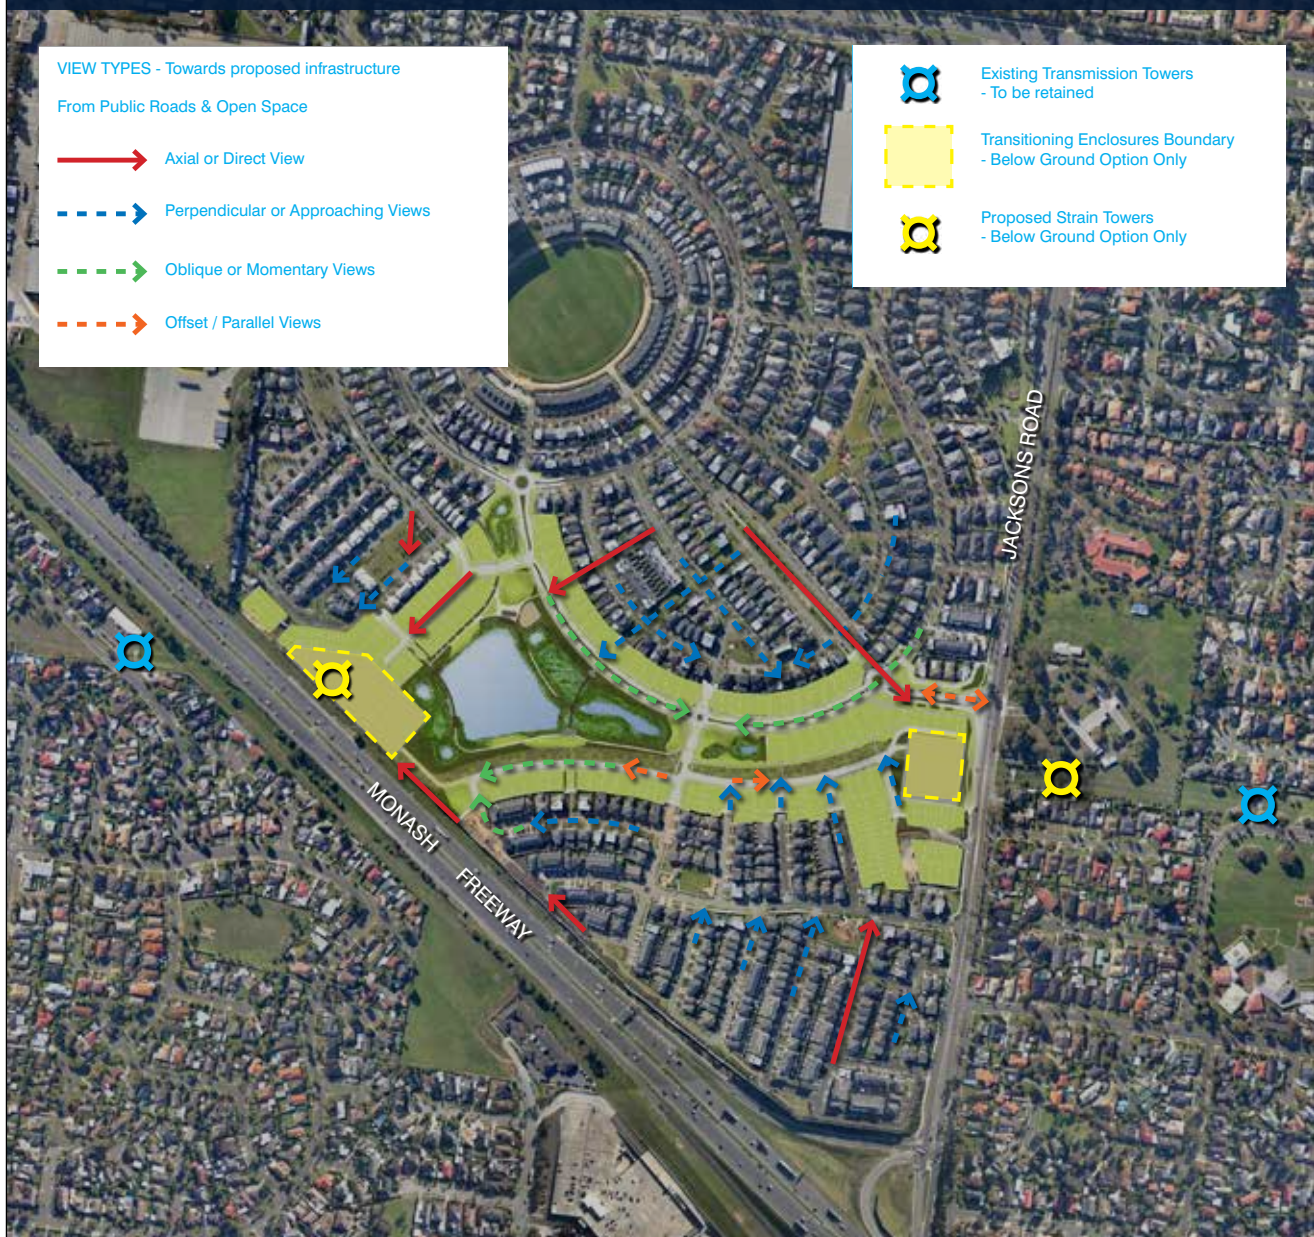 VIEW TYPES - Towards proposed infrastructure
From Public Roads & Open Space
Axial or Direct View
Perpendicular or Approaching Views
Oblique or Momentary Views
Offset / Parallel Views
Existing Transmission Towers
- To be retained
Transitioning Enclosures Boundary
- Below Ground Option Only
Proposed Strain Towers
- Below Ground Option Only
JACKSONS ROAD
MONASH
FREEWAY